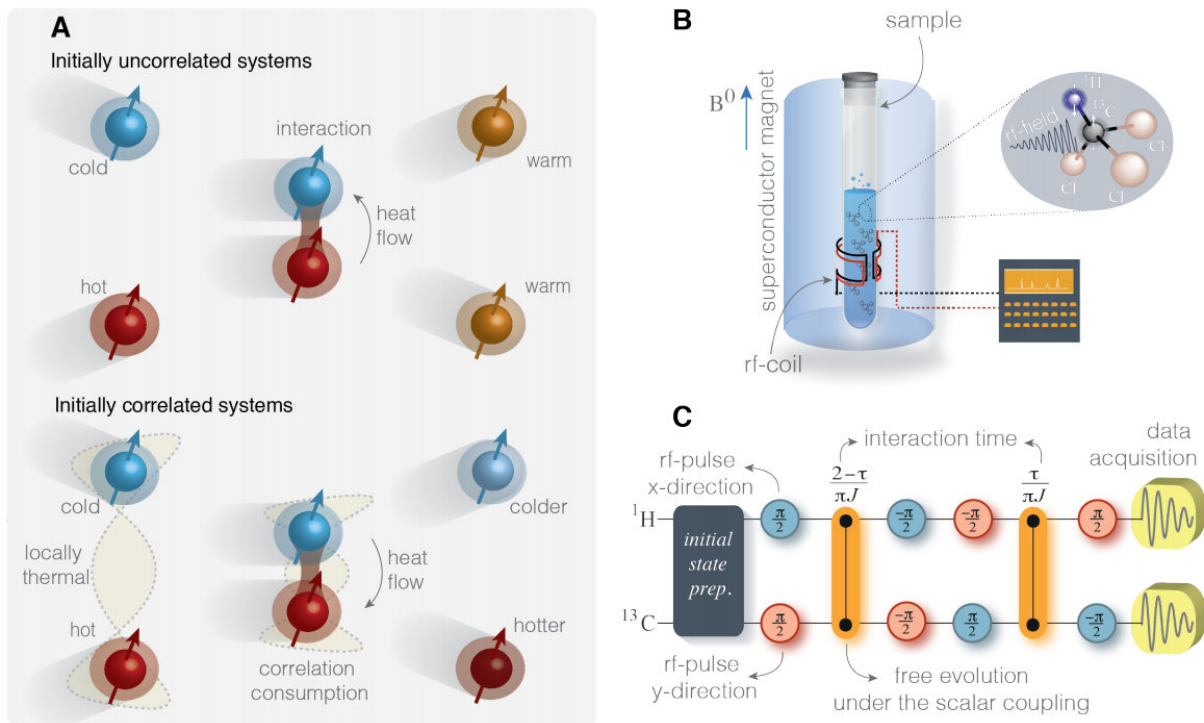 A
Initially uncorrelated systems
cold
interaction
warm
heat
flow
hot
warm
Initially correlated systems
cold
colder
locally
thermal
heat
flow
hot
hotter
correlation
consumption
B
sample
B⁰
superconductor magnet
rf-coil
¹H
¹³C
rf-field
Cl
Cl
Cl
C
interaction time
data
acquisition
rf-pulse
x-direction
2-τ
πJ
τ
πJ
¹H
π/2
-π/2
-π/2
π/2
initial
state
prep.
¹³C
π/2
-π/2
π/2
-π/2
rf-pulse
y-direction
free evolution
under the scalar coupling